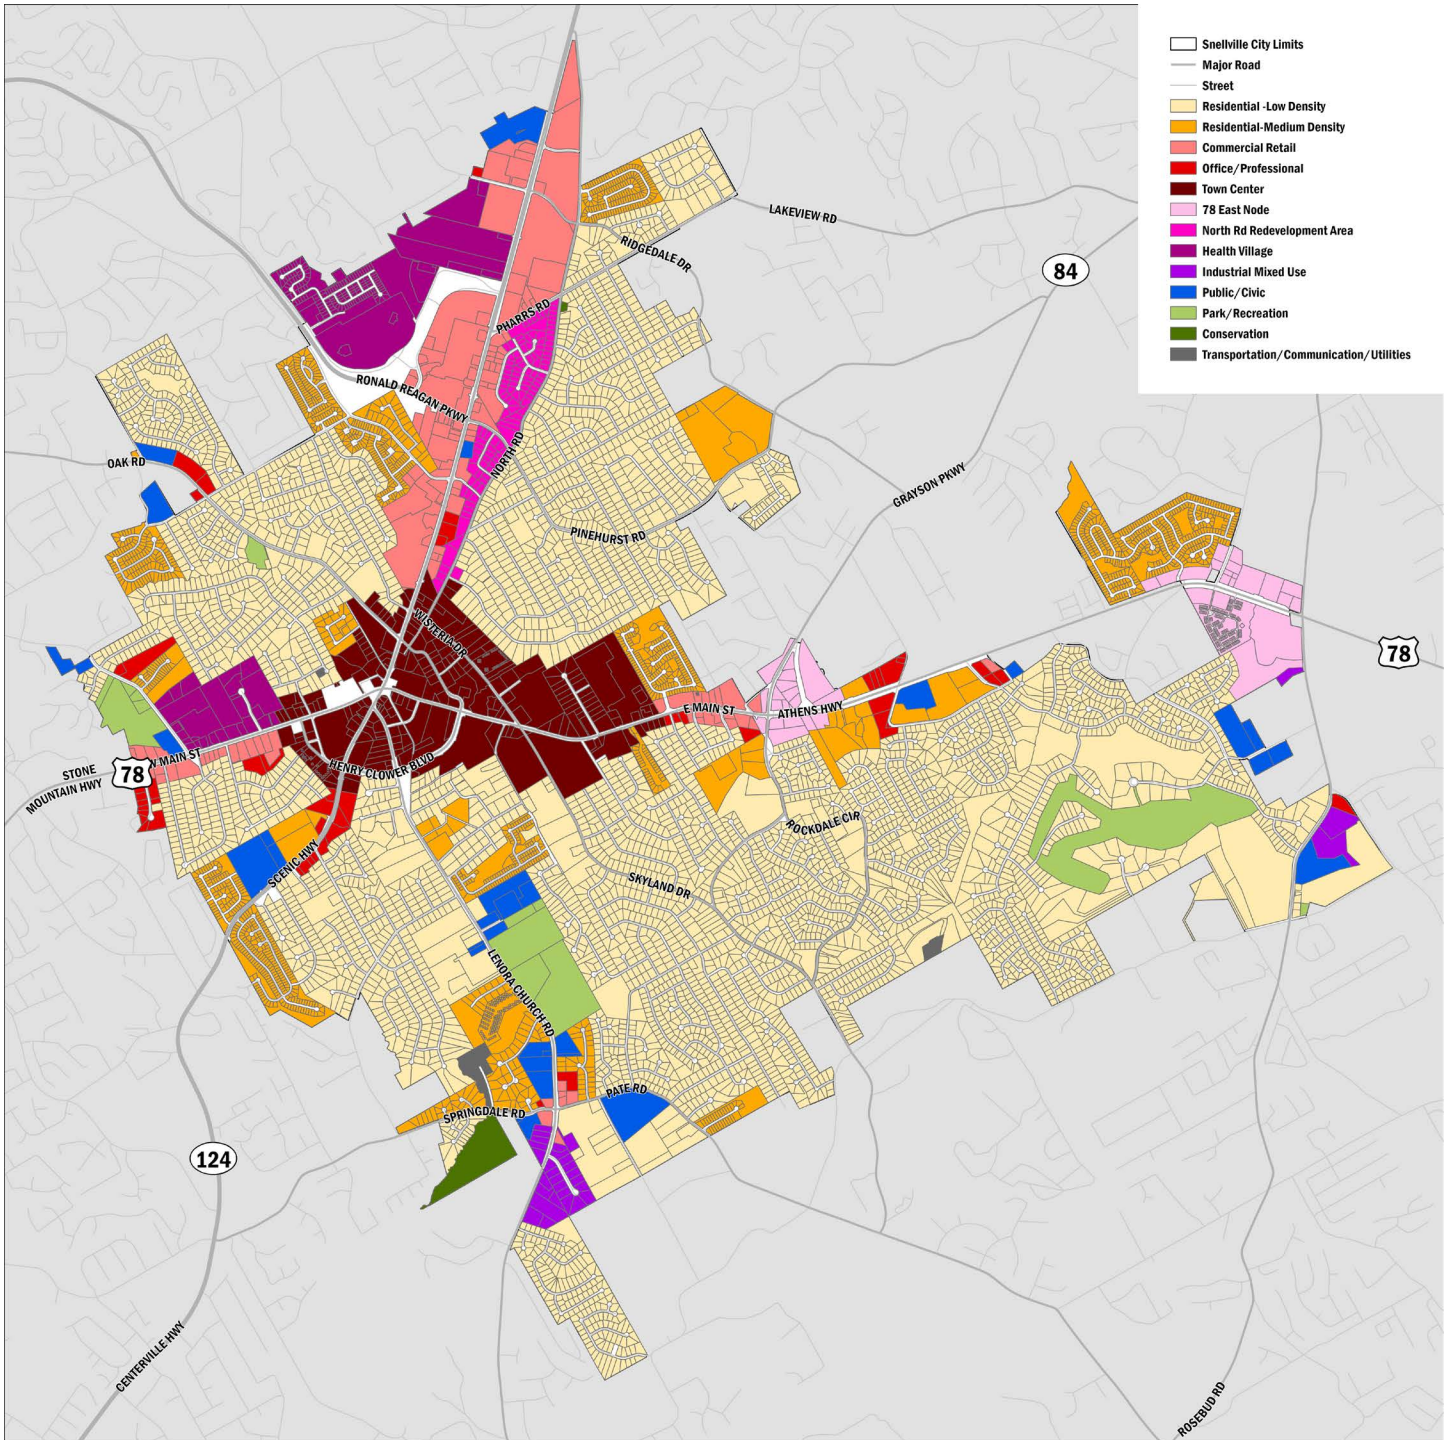 Snellville City Limits
Major Road
Street
Residential -Low Density
Residential-Medium Density
Commercial Retail
Office/Professional
Town Center
78 East Node
North Rd Redevelopment Area
Health Village
Industrial Mixed Use
Public/Civic
Park/Recreation
Conservation
Transportation/Communication/Utilities
LAKEVIEW RD
RIDGEDALE DR
84
PHARRS RD
RONALD REAGAN PKWY
NORTH RD
OAK RD
GRAYSON PKWY
PINEHURST RD
WISTERIA DR
78
E MAIN ST
ATHENS HWY
W MAIN ST
HENRY CLOWER BLVD
STONE
MOUNTAIN HWY
78
ROCKDALE CIR
SCENIC HWY
SKYLAND DR
LENORA CHURCH RD
PATE RD
SPRINGDALE RD
124
CENTERVILLE HWY
ROSEBUD RD